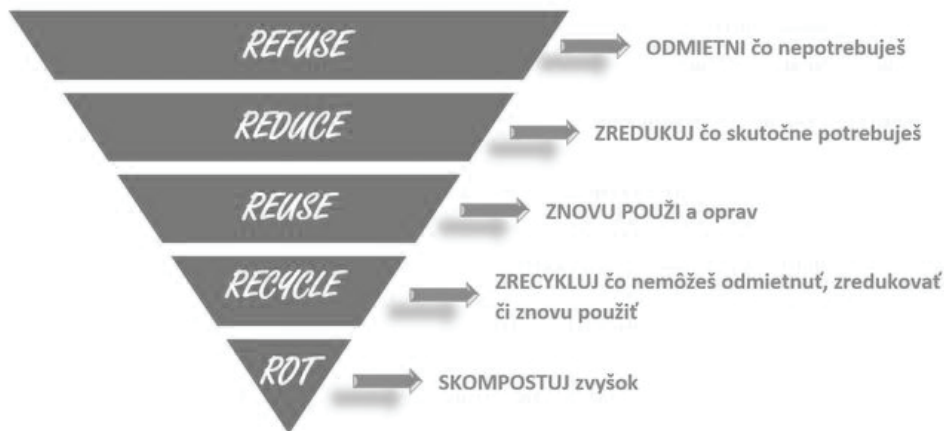 REFUSE
ODMIETNI čo nepotrebuješ
REDUCE
ZREDUKUJ čo skutočne potrebuješ
REUSE
ZNOVU POUŽI a oprav
RECYCLE
ZRECYKLUJ čo nemôžeš odmietnuť, zredukovať
či znovu použiť
ROT
SKOMPOSTUJ zvyšok